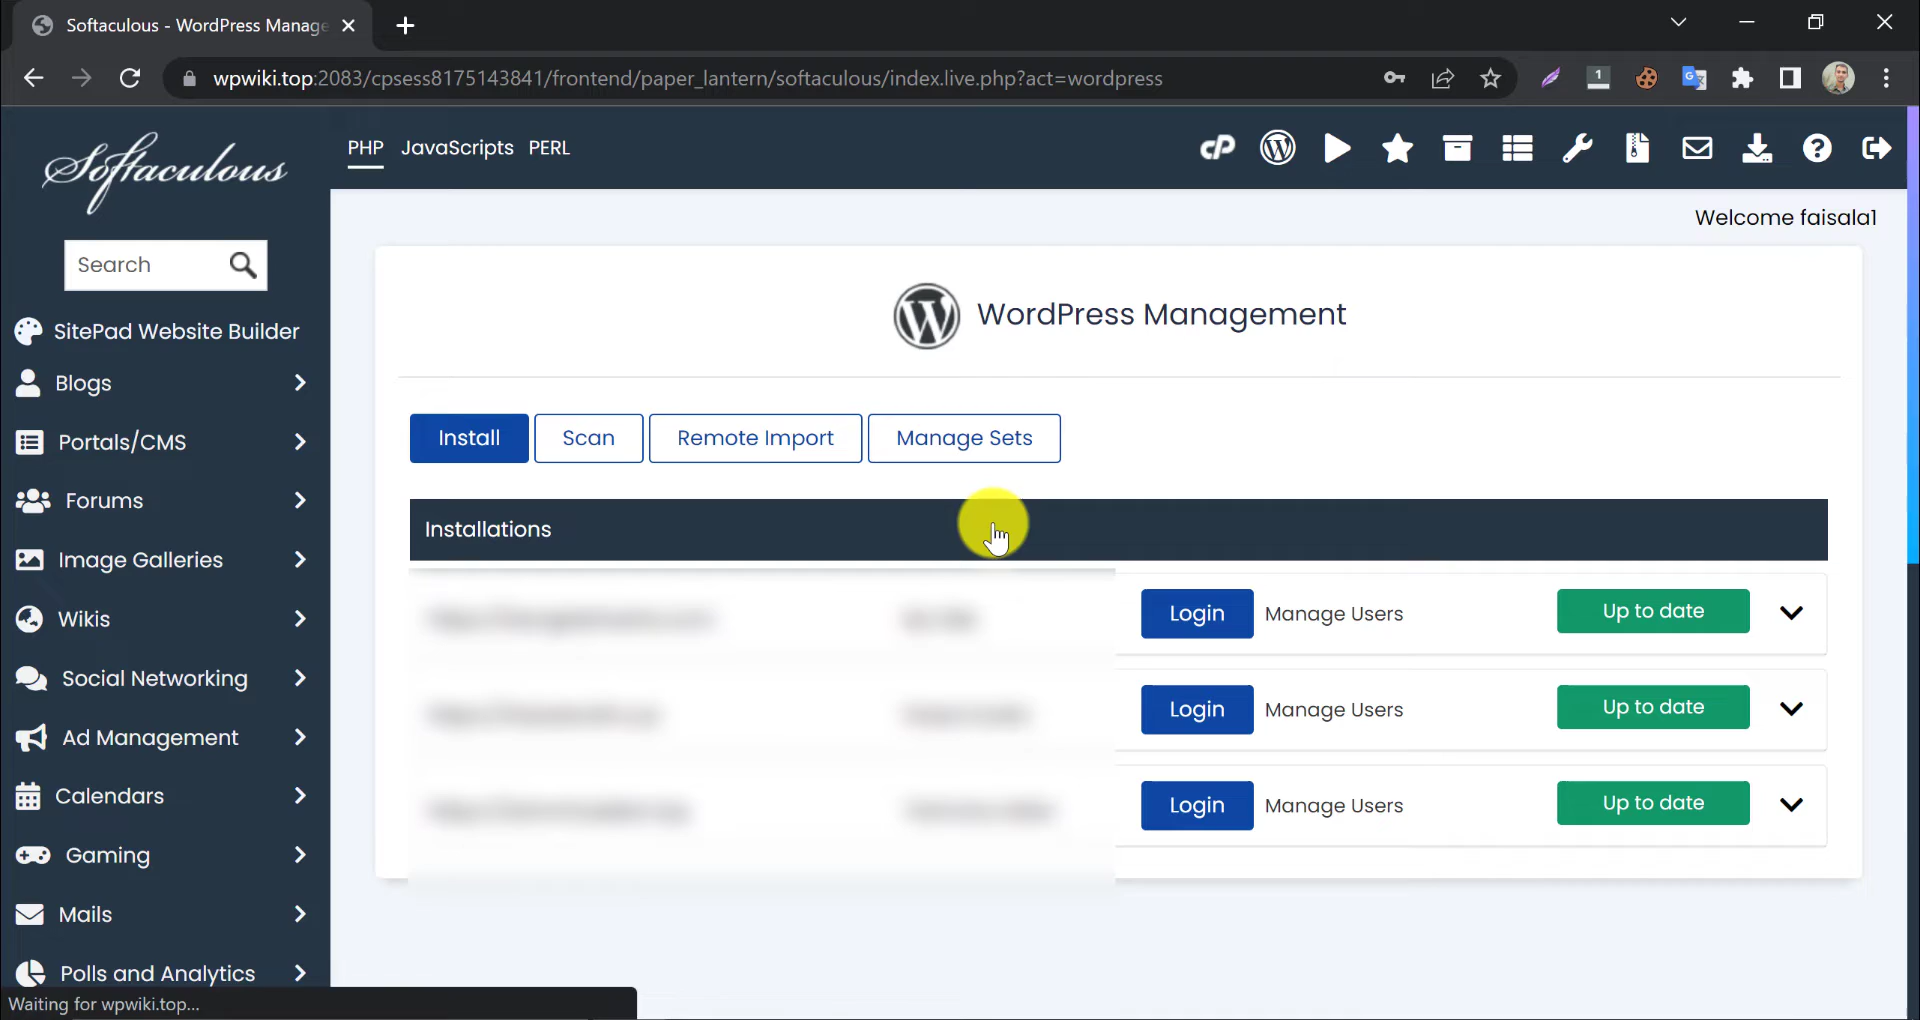 Softaculous - WordPress Manage
wpwiki.top:2083/cpsess8175143841/frontend/paper_lantern/softaculous/index.live.php?act=wordpress
1
Softaculous
PHP JavaScripts PERL
cP
Welcome faisala1
Search
WordPress Management
SitePad Website Builder
Blogs
Portals/CMS
Install Scan Remote Import Manage Sets
Forums
Installations
Image Galleries
Wikis
Login Manage Users Up to date
Social Networking
Login Manage Users Up to date
Ad Management
Calendars
Login Manage Users Up to date
Gaming
Mails
Polls and Analytics
Waiting for wpwiki.top...